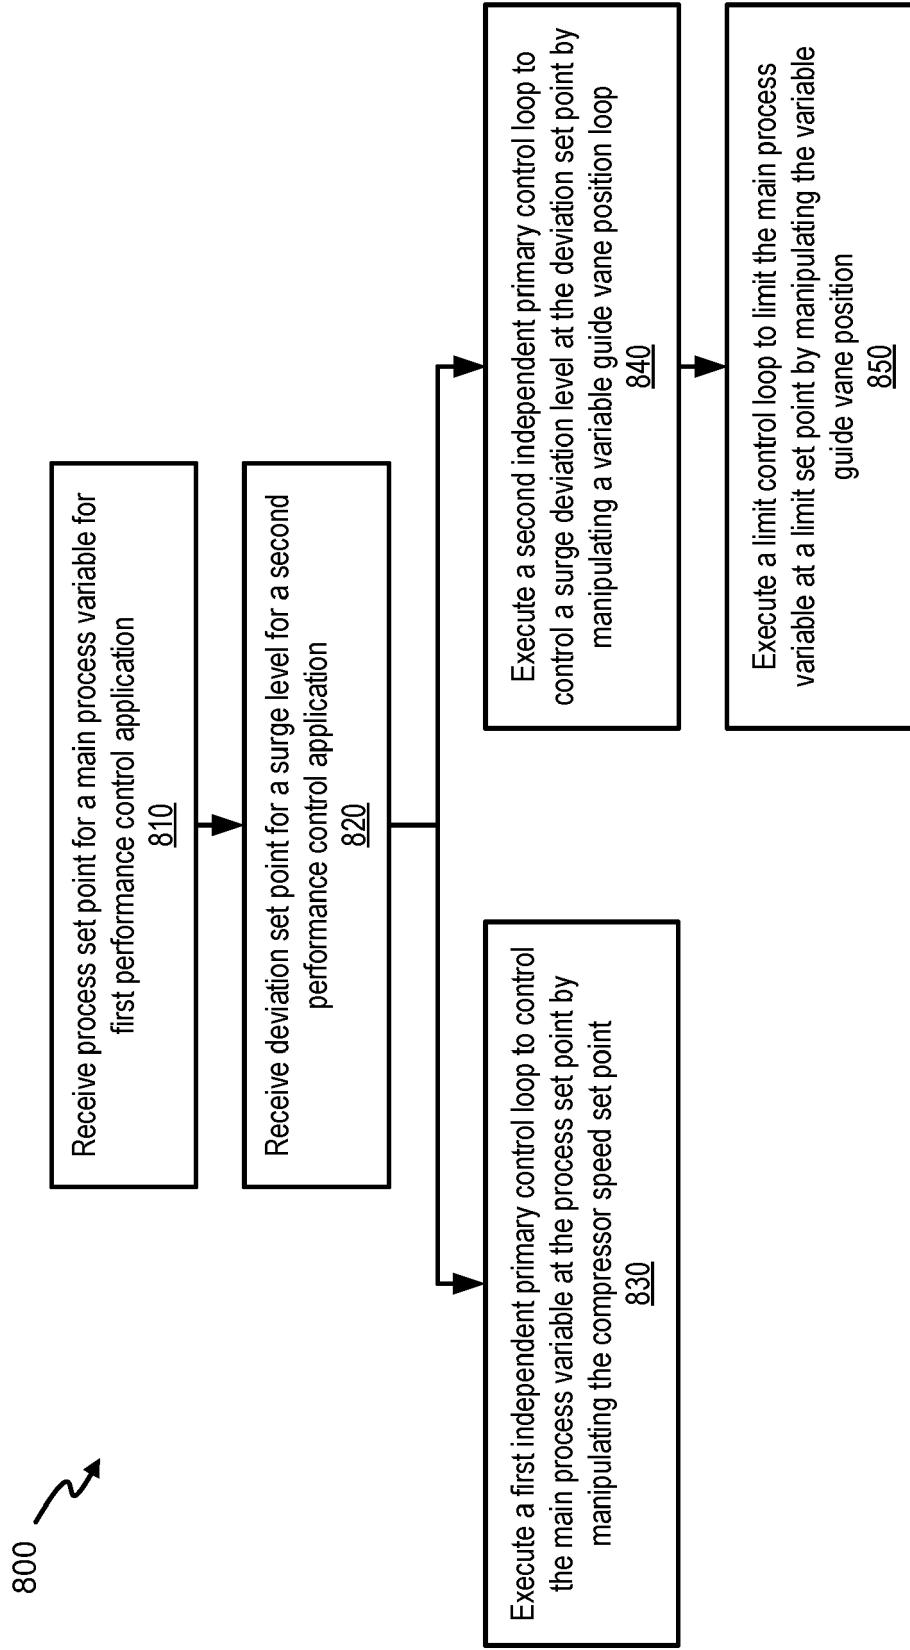 800
Receive process set point for a main process variable for
first performance control application
810
Receive deviation set point for a surge level for a second
performance control application
820
Execute a first independent primary control loop to control
the main process variable at the process set point by
manipulating the compressor speed set point
830
Execute a second independent primary control loop to
control a surge deviation level at the deviation set point by
manipulating a variable guide vane position loop
840
Execute a limit control loop to limit the main process
variable at a limit set point by manipulating the variable
guide vane position
850